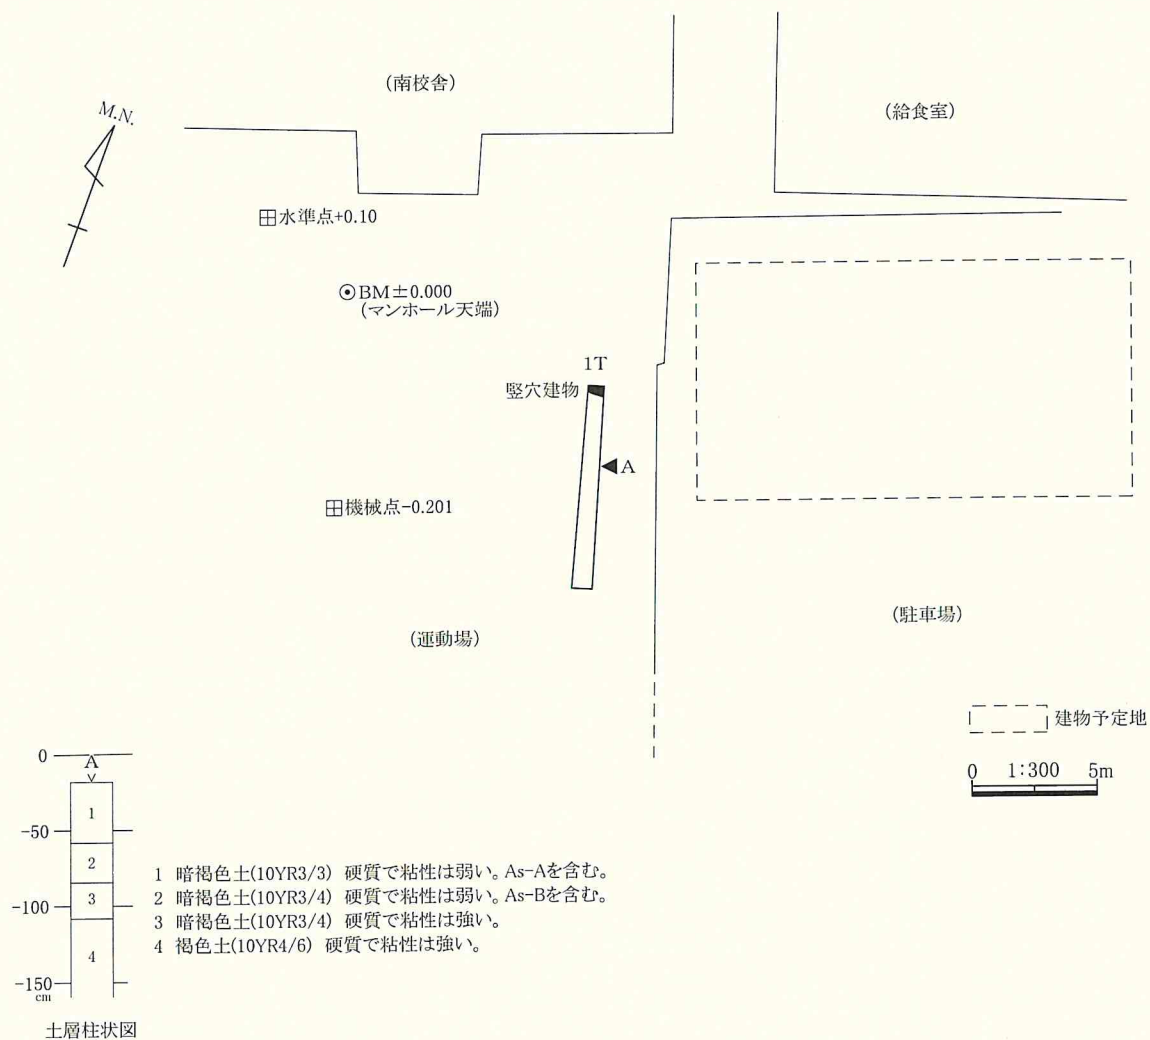 (南校舎)
(給食室)
M.N.
水準点+0.10
BM±0.000
(マンホール天端)
1T
竪穴建物
A
機械点-0.201
(運動場)
(駐車場)
建物予定地
0 1:300 5m
0
A
1
-50
2
3
-100
4
-150
cm
1 暗褐色土(10YR3/3) 硬質で粘性は弱い。As-Aを含む。
2 暗褐色土(10YR3/4) 硬質で粘性は弱い。As-Bを含む。
3 暗褐色土(10YR3/4) 硬質で粘性は強い。
4 褐色土(10YR4/6) 硬質で粘性は強い。
土層柱状図